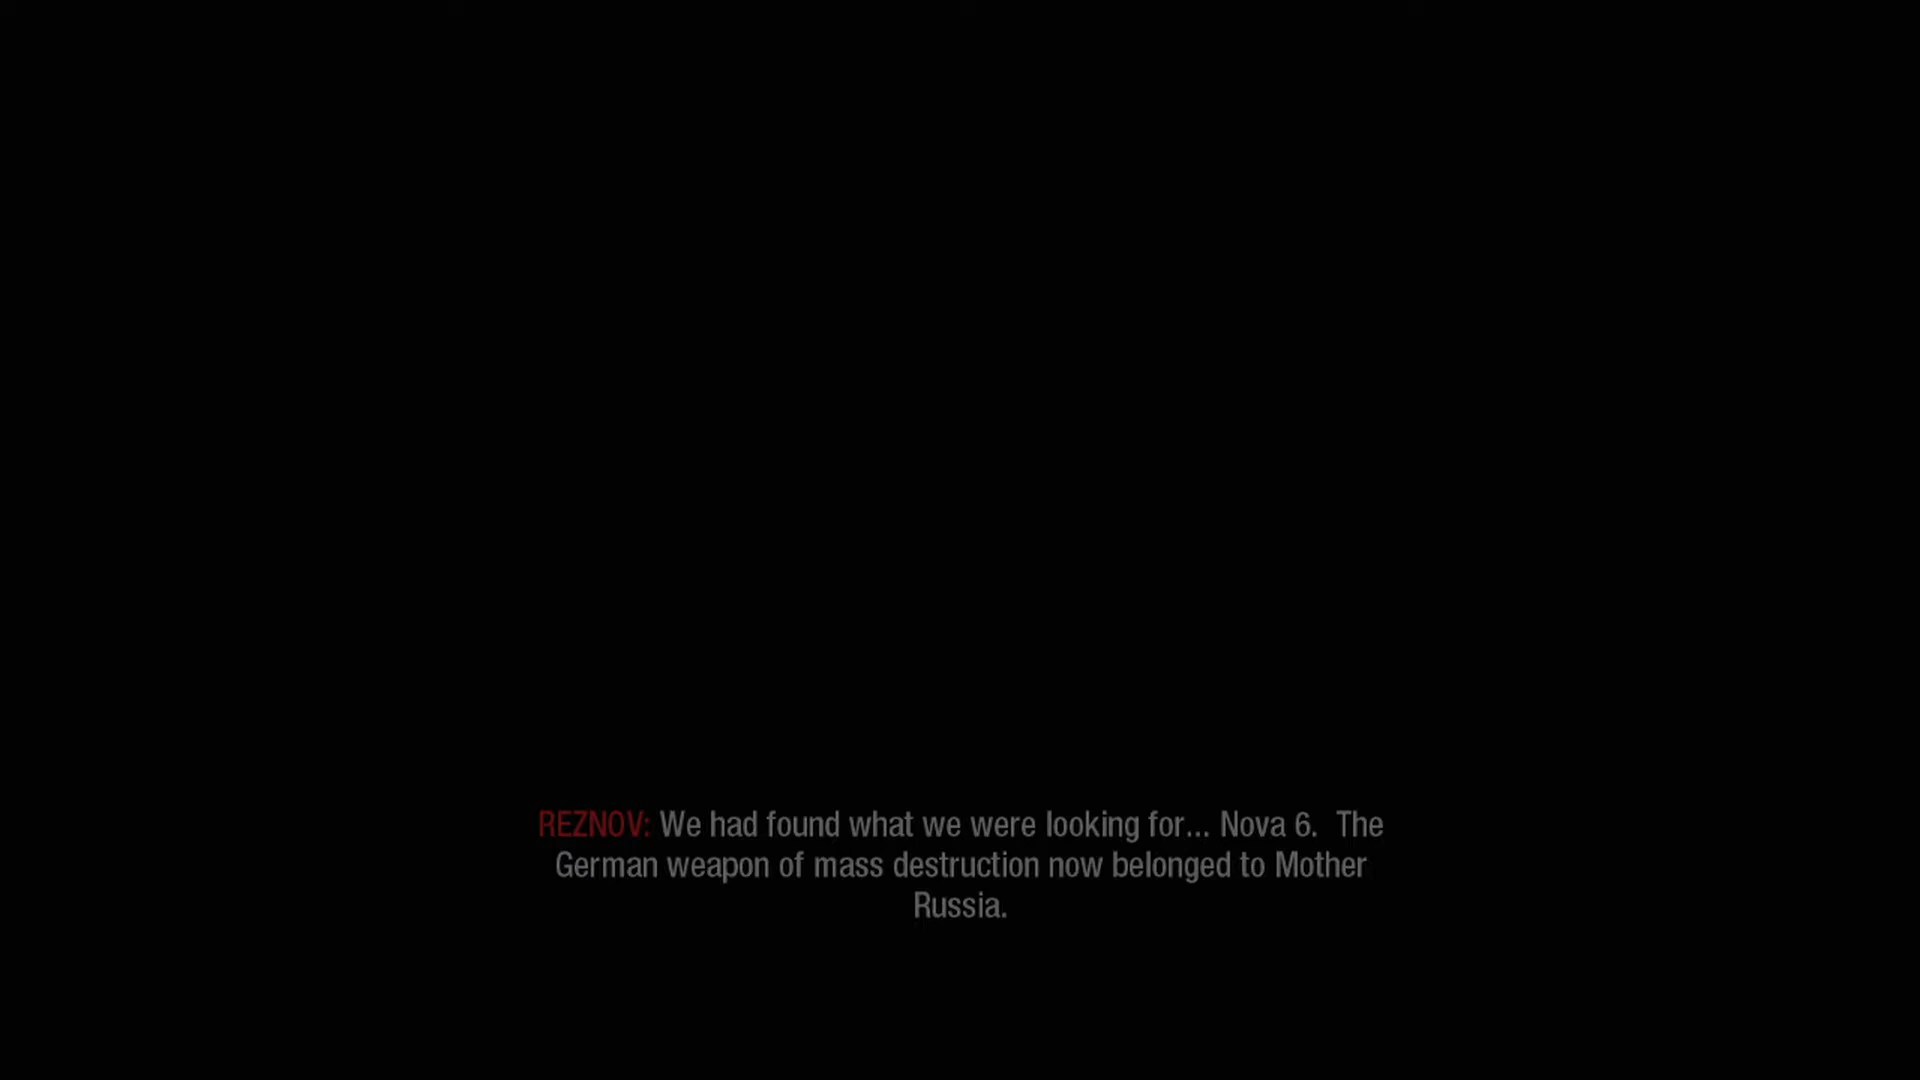 REZNOV: We had found what we were looking for... Nova 6.  The
German weapon of mass destruction now belonged to Mother
Russia.